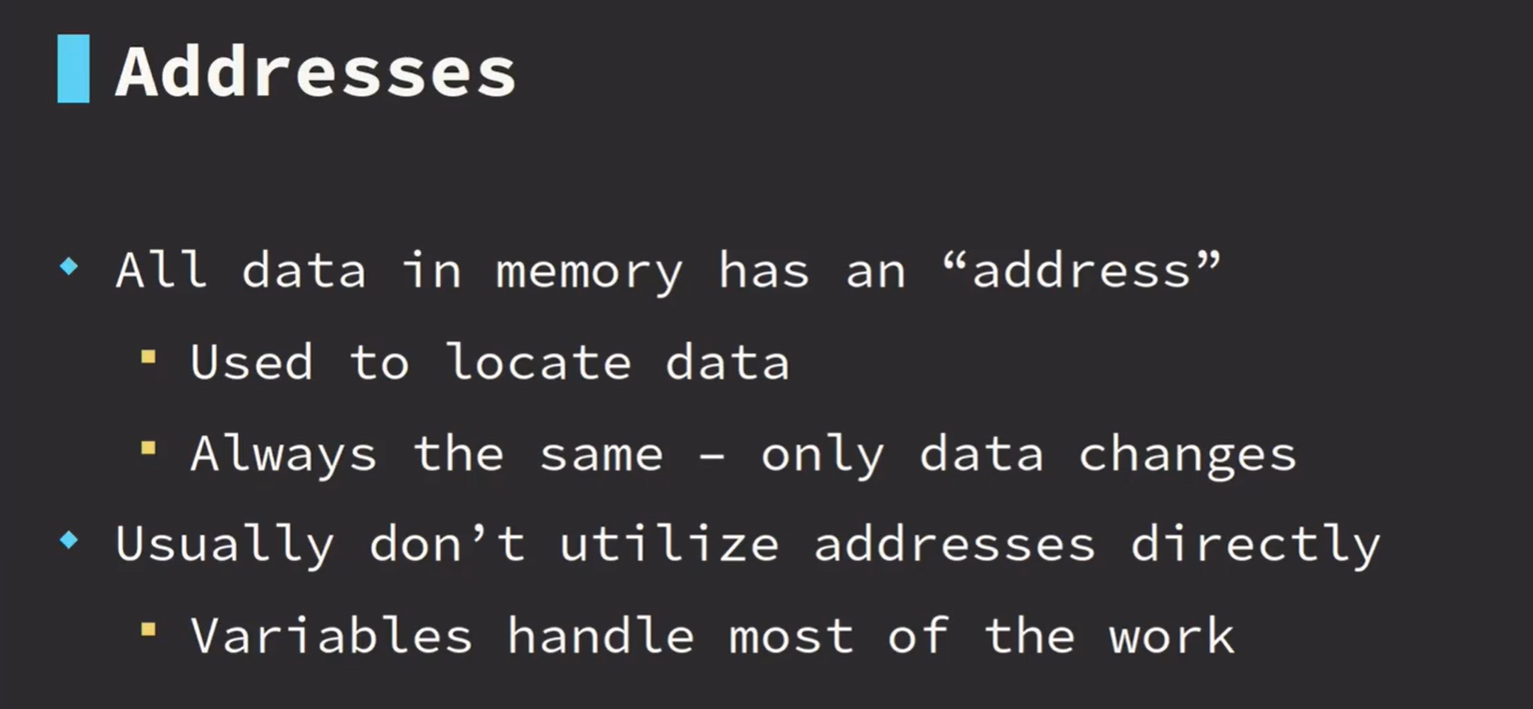 Addresses
All data in memory has an “address”
Used to locate data
Always the same – only data changes
Usually don’t utilize addresses directly
Variables handle most of the work